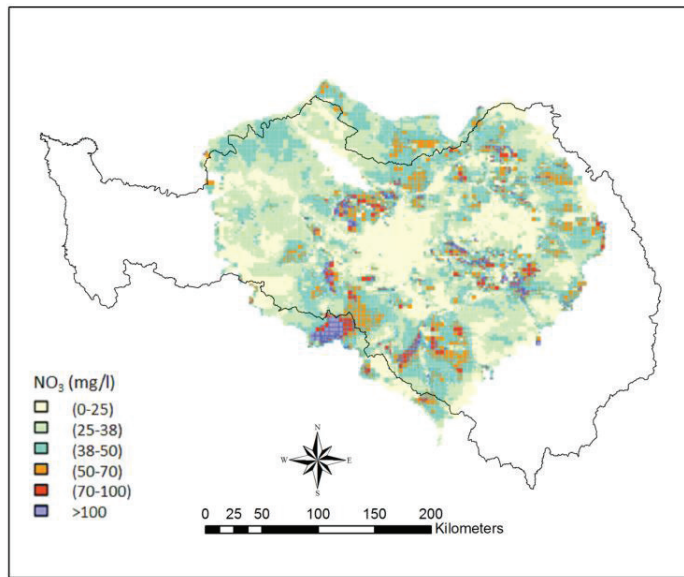 NO₃ (mg/l)
(0-25)
(25-38)
(38-50)
(50-70)
(70-100)
>100
N
W E
S
0 25 50 100 150 200
Kilometers